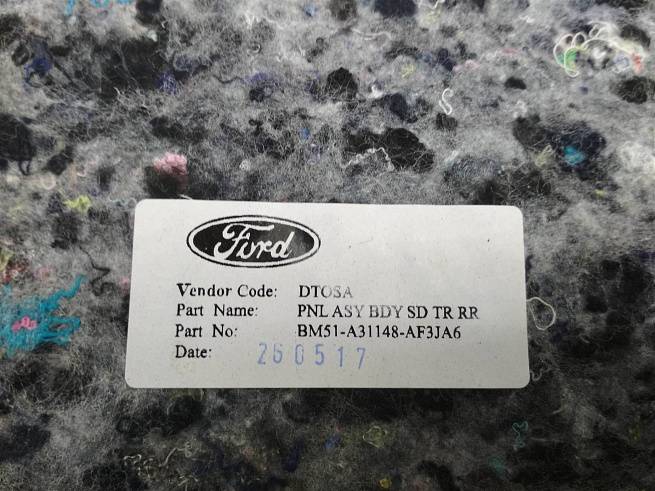 Ford
Vendor Code: DTOSA
Part Name: PNL ASY BDY SD TR RR
Part No: BM51-A31148-AF3JA6
Date: 260517